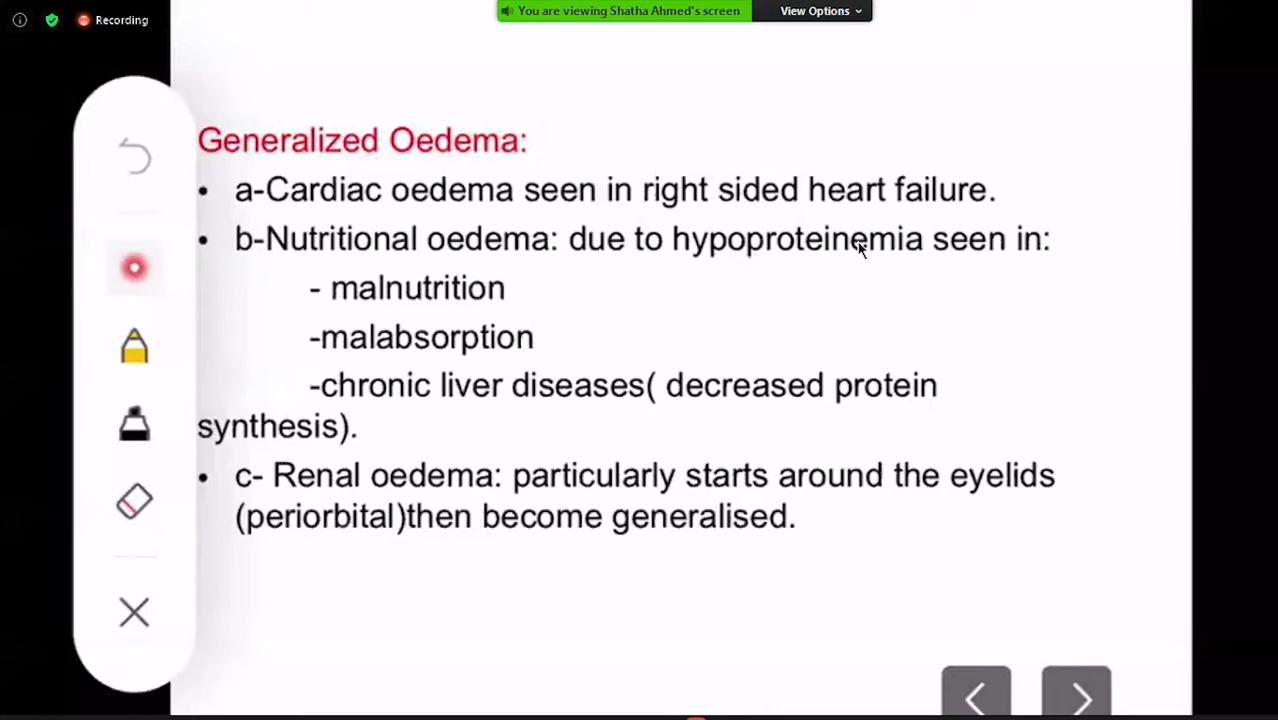 Recording
You are viewing Shatha Ahmed's screen
View Options
Generalized Oedema:
• a-Cardiac oedema seen in right sided heart failure.
• b-Nutritional oedema: due to hypoproteinemia seen in:
- malnutrition
-malabsorption
-chronic liver diseases( decreased protein
synthesis).
• c- Renal oedema: particularly starts around the eyelids
(periorbital)then become generalised.